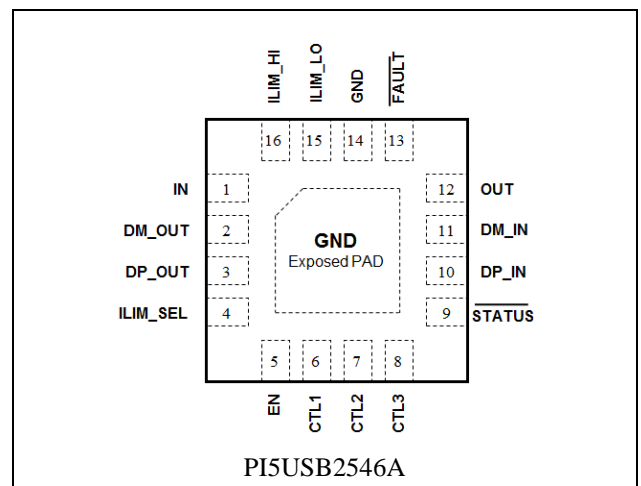 ILIM_HI
ILIM_LO
GND
FAULT
16
15
14
13
IN
1
12
OUT
DM_OUT
2
11
DM_IN
DP_OUT
3
10
DP_IN
ILIM_SEL
4
9
STATUS
GND
Exposed PAD
5
6
7
8
EN
CTL1
CTL2
CTL3
PI5USB2546A